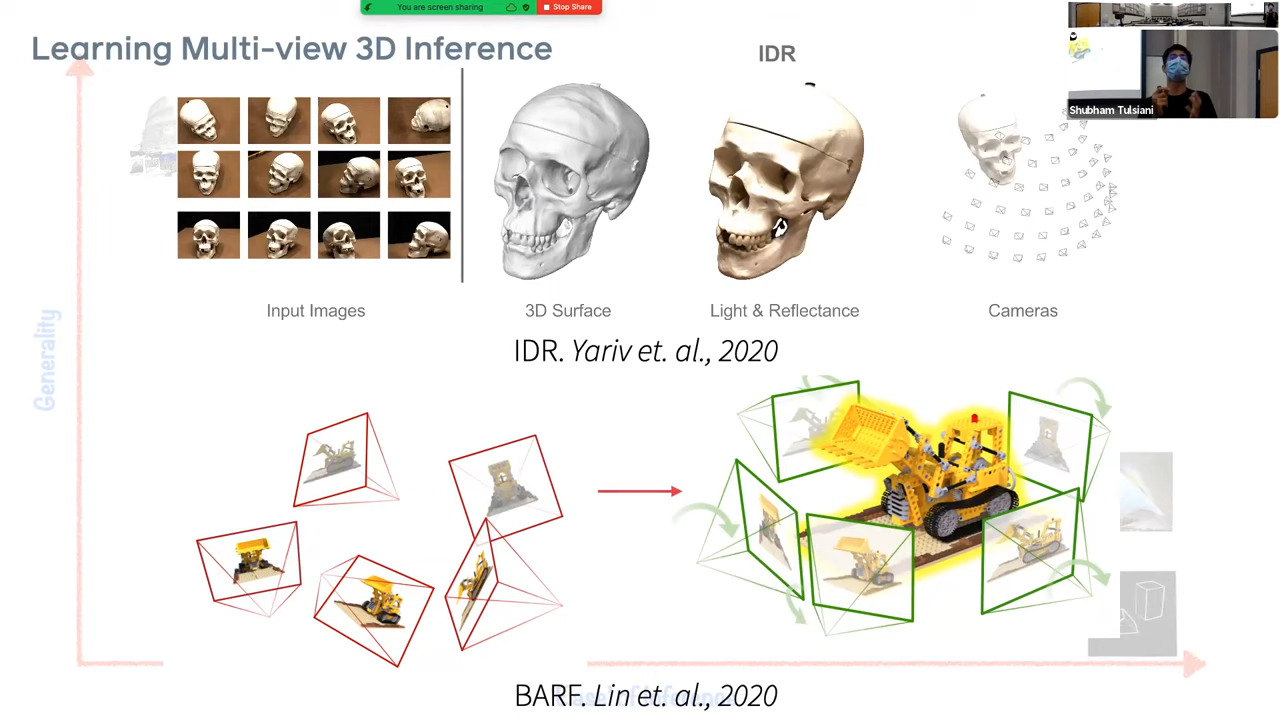 You are screen sharing
Stop Share
Learning Multi-view 3D Inference
IDR
Shubham Tulsiani
Input Images
3D Surface
Light & Reflectance
Cameras
IDR. Yariv et. al., 2020
Generality
BARF. Lin et. al., 2020